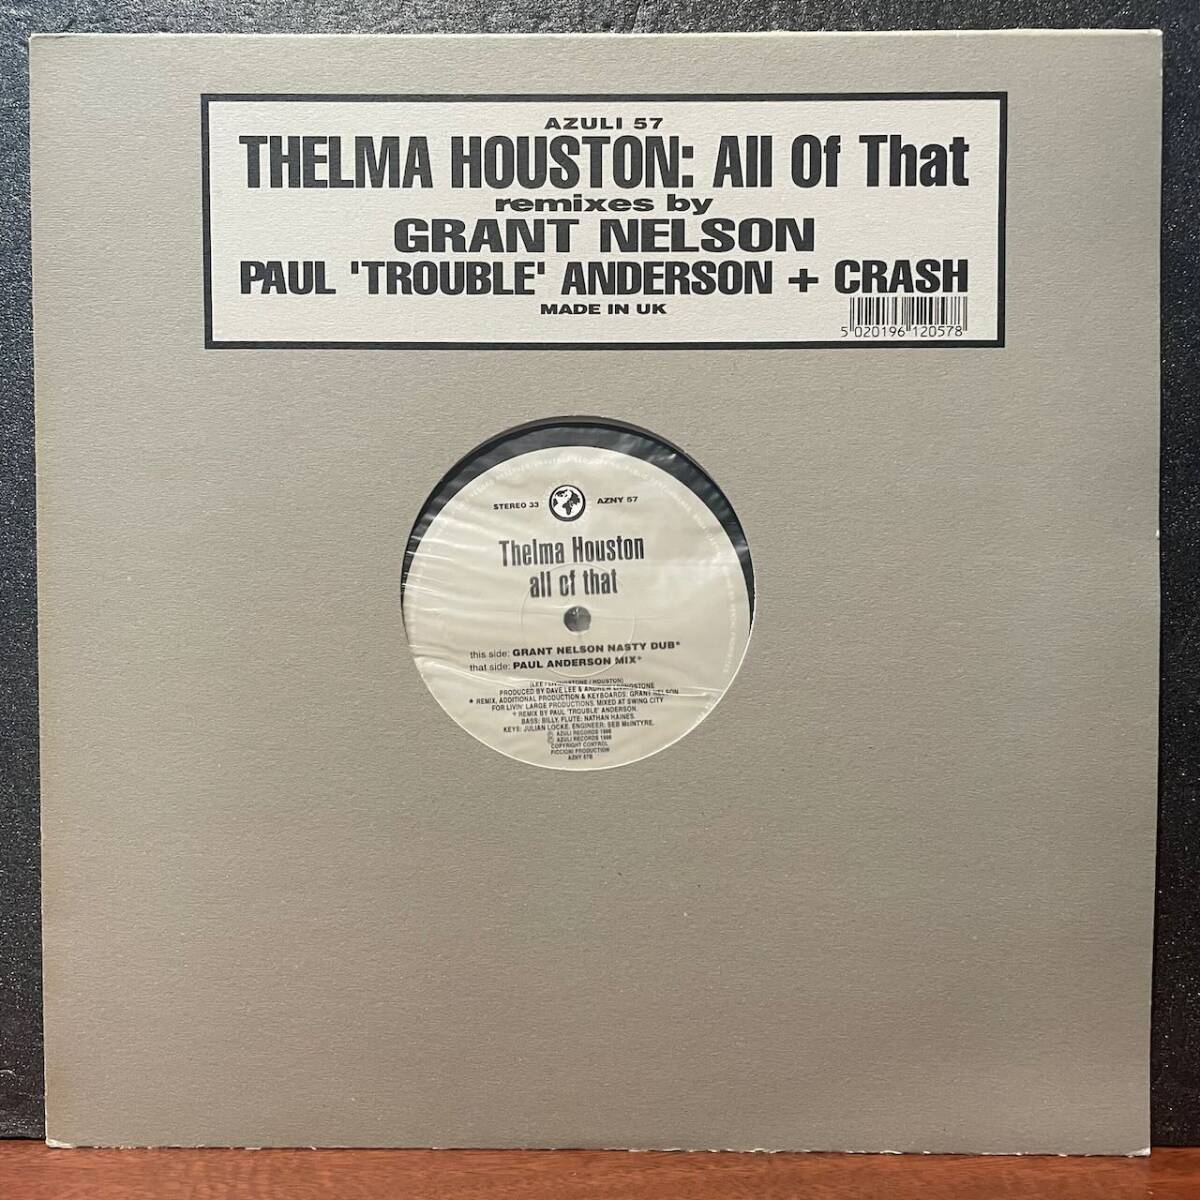 AZULI 57
THELMA HOUSTON: All Of That
remixes by
GRANT NELSON
PAUL 'TROUBLE' ANDERSON + CRASH
MADE IN UK
5 020196 120578
STEREO 33
AZNY 57
Thelma Houston
all of that
this side: GRANT NELSON NASTY DUB*
that side: PAUL ANDERSON MIX+
PRODUCED BY DAVE LEE & ANDREW LIVINGSTONE
* REMIX, ADDITIONAL PRODUCTION & KEYBOARDS: GRANT NELSON
FOR LIVIN' LARGE PRODUCTIONS. MIXED AT SWING CITY
+ REMIX BY PAUL 'TROUBLE' ANDERSON.
BASS: BILLY, FLUTE: NATHAN HAINES.
KEYS: JULIAN LOCKE, ENGINEER: SEB McINTYRE.
AZULI RECORDS 1996
AZULI RECORDS 1996
COPYRIGHT CONTROL
PICCIONI PRODUCTION